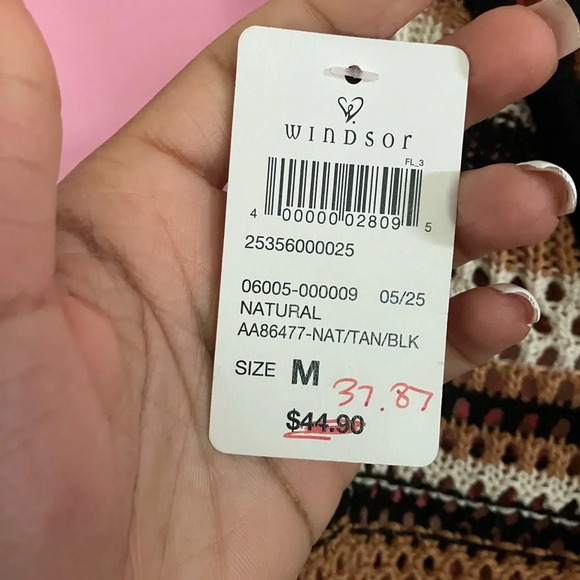 WINDSOR
FL_3
4 00000 02809 5
25356000025
06005-000009 05/25
NATURAL
AA86477-NAT/TAN/BLK
SIZE M
37.87
$44.90